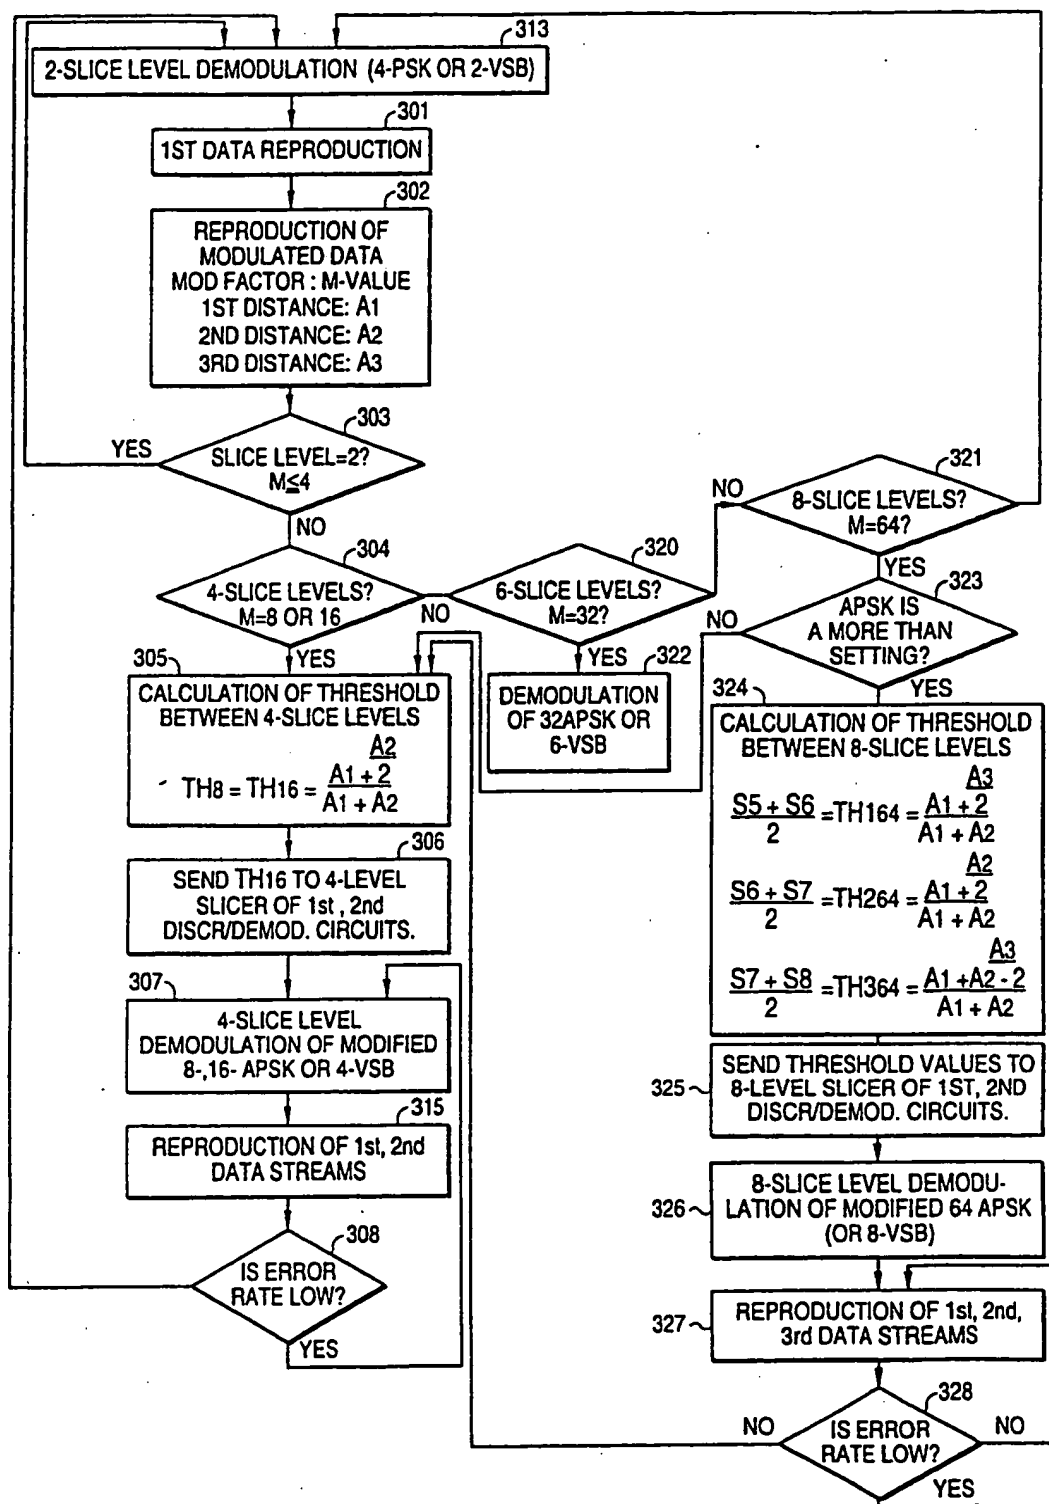 313
2-SLICE LEVEL DEMODULATION (4-PSK OR 2-VSB)
301
1ST DATA REPRODUCTION
302
REPRODUCTION OF
MODULATED DATA
MOD FACTOR : M-VALUE
1ST DISTANCE: A1
2ND DISTANCE: A2
3RD DISTANCE: A3
303
YES
SLICE LEVEL=2?
M≤4
NO
304
4-SLICE LEVELS?
M=8 OR 16
NO
YES
320
6-SLICE LEVELS?
M=32?
NO
YES
321
8-SLICE LEVELS?
M=64?
YES
323
NO
APSK IS
A MORE THAN
SETTING?
YES
305
CALCULATION OF THRESHOLD
BETWEEN 4-SLICE LEVELS
A2
TH8 = TH16 = A1 + 2
A1 + A2
322
DEMODULATION
OF 32APSK OR
6-VSB
306
SEND TH16 TO 4-LEVEL
SLICER OF 1st , 2nd
DISCR/DEMOD. CIRCUITS.
307
4-SLICE LEVEL
DEMODULATION OF MODIFIED
8-,16- APSK OR 4-VSB
315
REPRODUCTION OF 1st, 2nd
DATA STREAMS
308
IS ERROR
RATE LOW?
YES
324
CALCULATION OF THRESHOLD
BETWEEN 8-SLICE LEVELS
A3
S5 + S6 =TH164 = A1 + 2
2 A1 + A2
A2
S6 + S7 =TH264 = A1 + 2
2 A1 + A2
A3
S7 + S8 =TH364 = A1 +A2 - 2
2 A1 + A2
325
SEND THRESHOLD VALUES TO
8-LEVEL SLICER OF 1ST, 2ND
DISCR/DEMOD. CIRCUITS.
326
8-SLICE LEVEL DEMODU-
LATION OF MODIFIED 64 APSK
(OR 8-VSB)
327
REPRODUCTION OF 1st, 2nd,
3rd DATA STREAMS
328
NO
IS ERROR
RATE LOW?
NO
YES